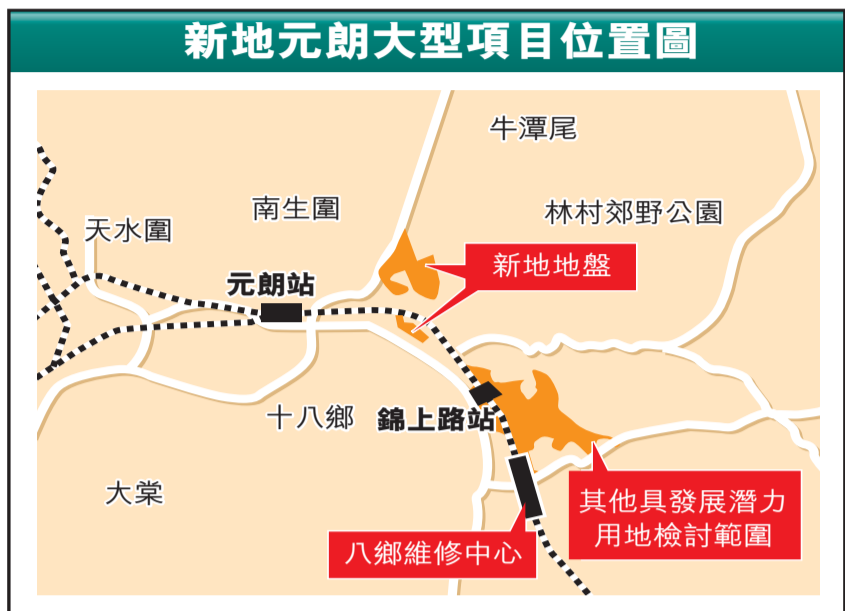 新地元朗大型項目位置圖
牛潭尾
南生圍
林村郊野公園
天水圍
新地地盤
元朗站
十八鄉
錦上路站
大棠
其他具發展潛力
用地檢討範圍
八鄉維修中心